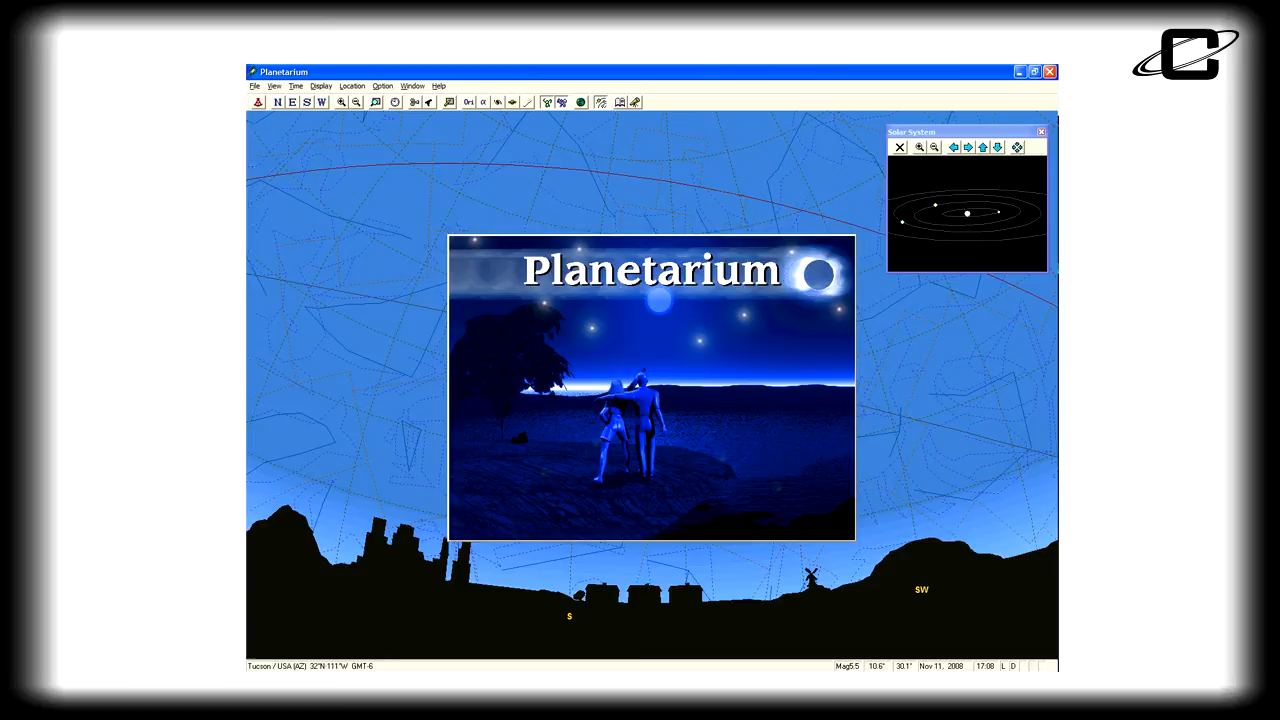 C
Planetarium
File View Time Display Location Option Window Help
N E S W Ori α
Solar System
Planetarium
SW
S
Tucson / USA (AZ) 32°N-111°W GMT-6 Mag5.5 10.6° 30.1° Nov 11, 2008 17:08 L D